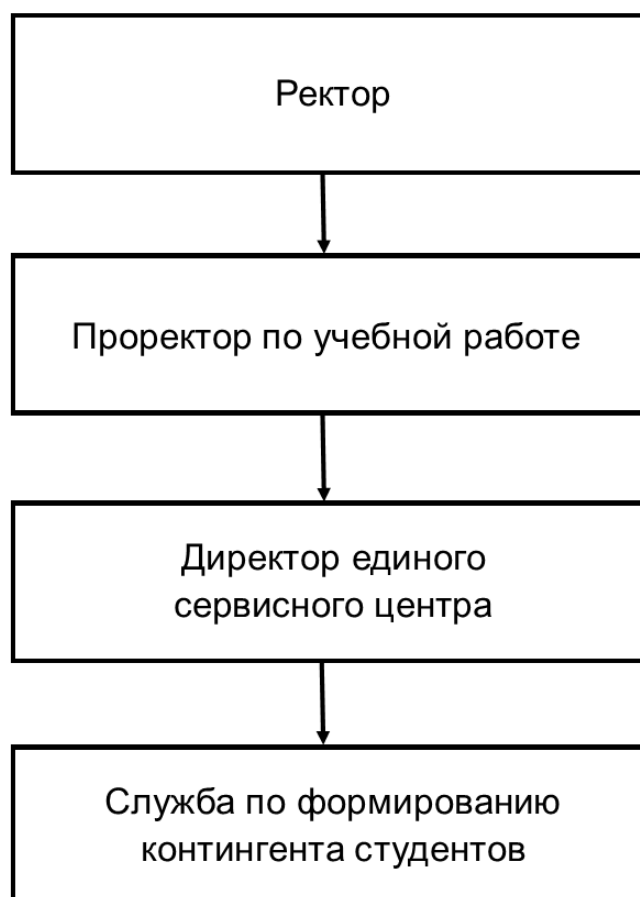 Ректор
Проректор по учебной работе
Директор единого
сервисного центра
Служба по формированию
контингента студентов